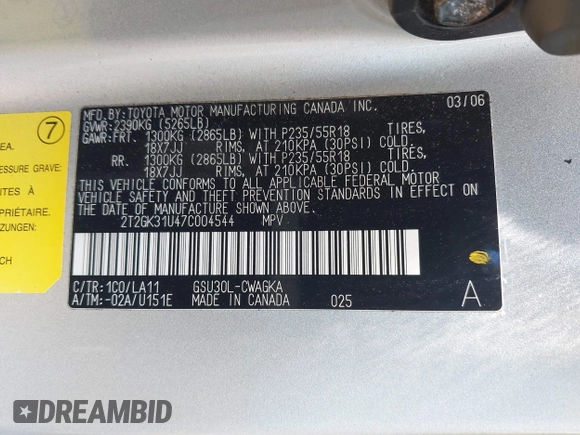 MFD. BY: TOYOTA MOTOR MANUFACTURING CANADA INC. 03/06
GVWR: 2390KG (5265LB)
GAWR: FRT. 1300KG (2865LB) WITH P235/55R18 TIRES,
18X7JJ RIMS, AT 210KPA (30PSI) COLD.
RR. 1300KG (2865LB) WITH P235/55R18 TIRES,
18X7JJ RIMS, AT 210KPA (30PSI) COLD.
THIS VEHICLE CONFORMS TO ALL APPLICABLE FEDERAL MOTOR
VEHICLE SAFETY AND THEFT PREVENTION STANDARDS IN EFFECT ON
THE DATE OF MANUFACTURE SHOWN ABOVE.
2T2GK31U47C004544 MPV
C/TR: 1C0/LA11 GSU30L-CWAGKA
A/TM: -02A/U151E MADE IN CANADA 025 A
7
EA.
ESSURE GRAVE:
ITÉS À
OPRIÉTAIRE.
ZUNGEN:
CH
DREAMBID